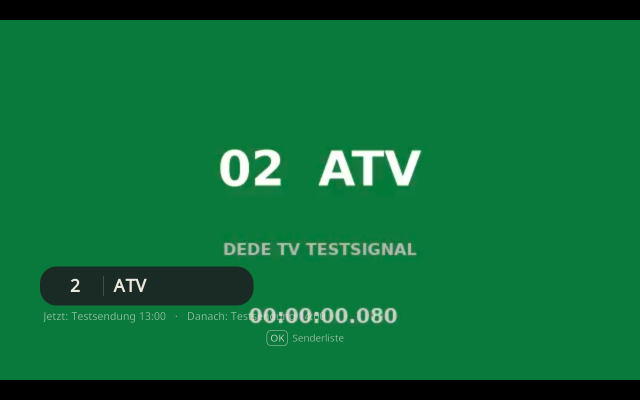 02 ATV
DEDE TV TESTSIGNAL
2 ATV
Jetzt: Testsendung 13:00 · Danach:
00:00:00.080
OK Senderliste